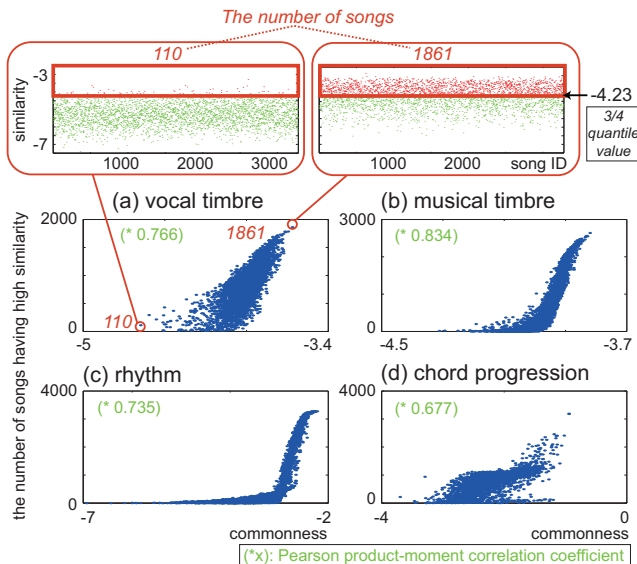 The number of songs
110
1861
similarity
-3
-7
1000 2000 3000
1000 2000 song ID
-4.23
3/4
quantile
value
the number of songs having high similarity
(a) vocal timbre
2000
1000
0
(* 0.766)
1861
110
-5 -3.4
(b) musical timbre
3000
0
(* 0.834)
-4.5 -3.7
(c) rhythm
4000
0
(* 0.735)
-7 -2
commonness
(d) chord progression
4000
2000
0
(* 0.677)
-4 0
commonness
(*x): Pearson product-moment correlation coefficient